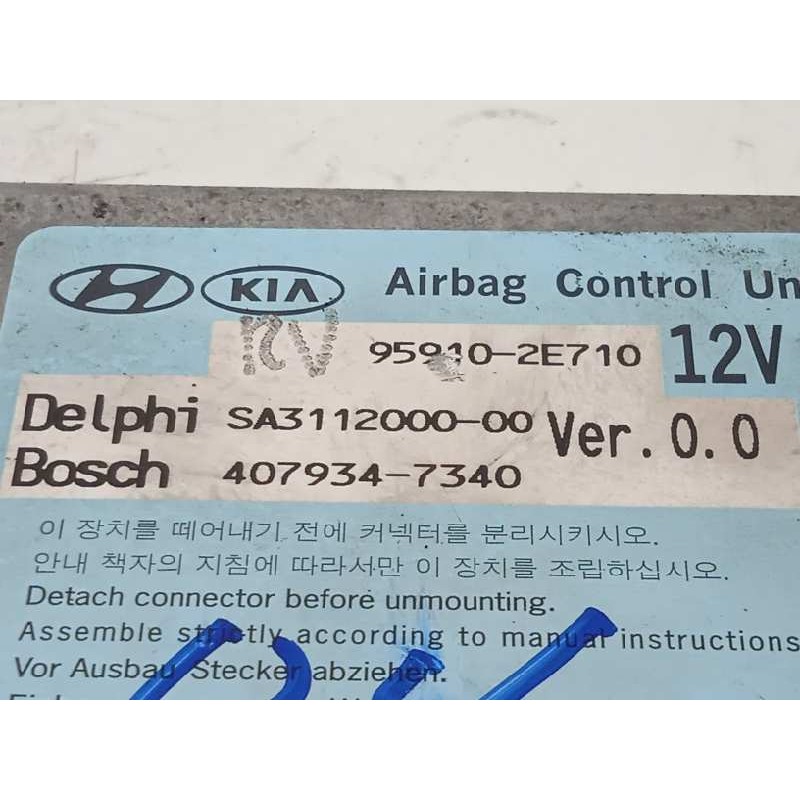 KIA Airbag Control Un
95910-2E710 12V
Delphi SA3112000-00 Ver.0.0
Bosch 407934-7340
이 장치를 떼어내기 전에 커넥터를 분리시키시오.
안내 책자의 지침에 따라서만 이 장치를 조립하십시오.
Detach connector before unmounting.
Assemble strictly according to manual instructions
Vor Ausbau Stecker abziehen.